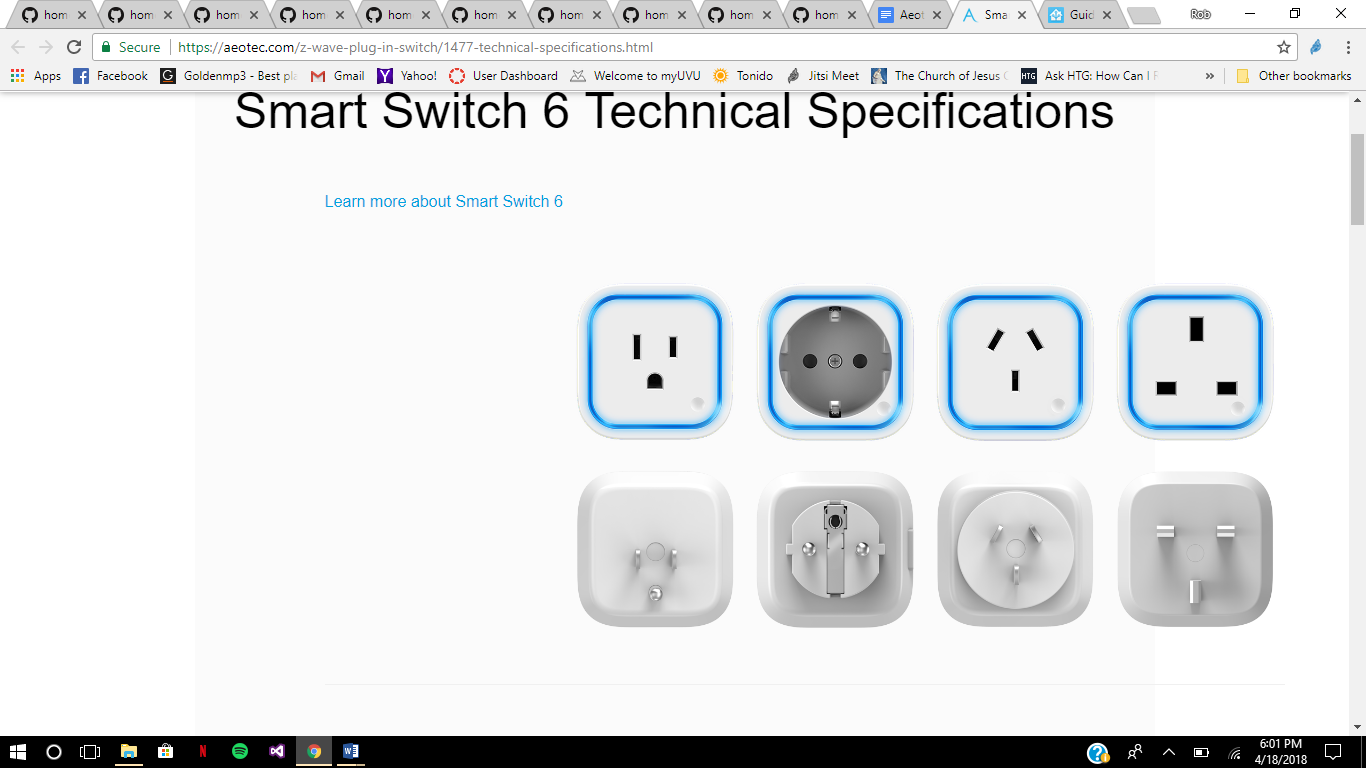 hom hom hom hom hom hom hom hom hom hom Aeot Sma Guid Rob
Secure https://aeotec.com/z-wave-plug-in-switch/1477-technical-specifications.html
Apps Facebook Goldenmp3 - Best pla Gmail Yahoo! User Dashboard Welcome to myUVU Tonido Jitsi Meet The Church of Jesus C HTG Ask HTG: How Can I R » Other bookmarks
Smart Switch 6 Technical Specifications
Learn more about Smart Switch 6
6:01 PM
4/18/2018